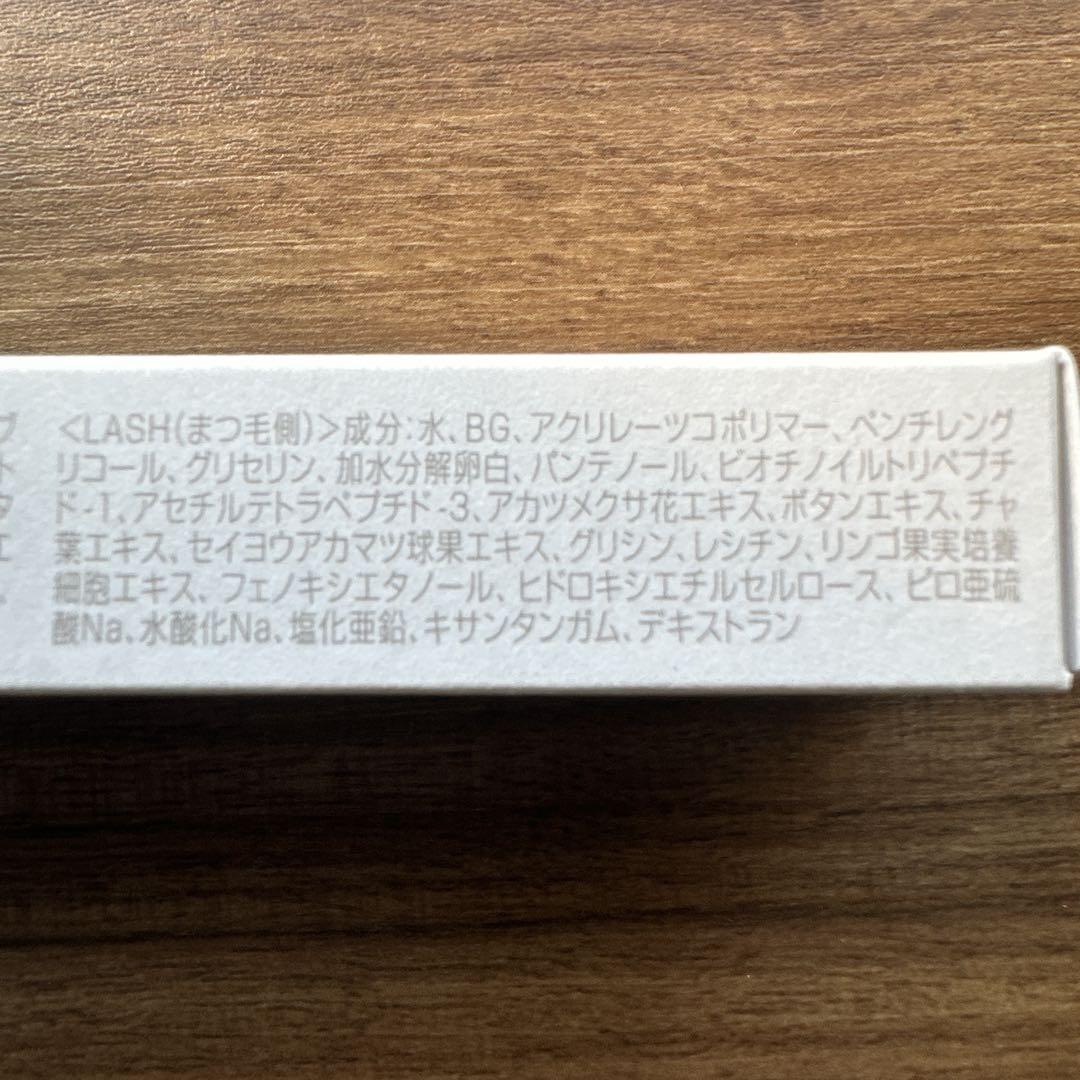 <LASH(まつ毛側)>成分:水、BG、アクリレーツコポリマー、ペンチレング
リコール、グリセリン、加水分解卵白、パンテノール、ビオチノイルトリペプチ
ド-1、アセチルテトラペプチド-3、アカツメクサ花エキス、ボタンエキス、チャ
葉エキス、セイヨウアカマツ球果エキス、グリシン、レシチン、リンゴ果実培養
細胞エキス、フェノキシエタノール、ヒドロキシエチルセルロース、ピロ亜硫
酸Na、水酸化Na、塩化亜鉛、キサンタンガム、デキストラン